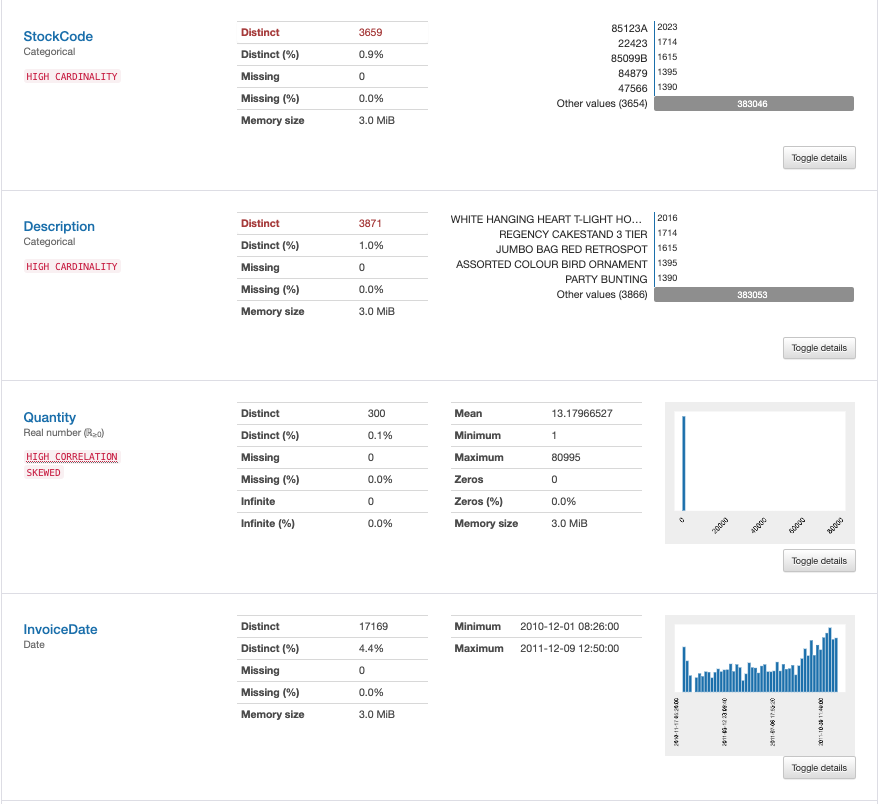 StockCode
Categorical
HIGH CARDINALITY
Distinct 3659
Distinct (%) 0.9%
Missing 0
Missing (%) 0.0%
Memory size 3.0 MiB
85123A 2023
22423 1714
85099B 1615
84879 1395
47566 1390
Other values (3654) 383046
Toggle details
Description
Categorical
HIGH CARDINALITY
Distinct 3871
Distinct (%) 1.0%
Missing 0
Missing (%) 0.0%
Memory size 3.0 MiB
WHITE HANGING HEART T-LIGHT HO... 2016
REGENCY CAKESTAND 3 TIER 1714
JUMBO BAG RED RETROSPOT 1615
ASSORTED COLOUR BIRD ORNAMENT 1395
PARTY BUNTING 1390
Other values (3866) 383053
Toggle details
Quantity
Real number (ℝ≥0)
HIGH CORRELATION
SKEWED
Distinct 300
Distinct (%) 0.1%
Missing 0
Missing (%) 0.0%
Infinite 0
Infinite (%) 0.0%
Mean 13.17966527
Minimum 1
Maximum 80995
Zeros 0
Zeros (%) 0.0%
Memory size 3.0 MiB
0 20000 40000 60000 80000
Toggle details
InvoiceDate
Date
Distinct 17169
Distinct (%) 4.4%
Missing 0
Missing (%) 0.0%
Memory size 3.0 MiB
Minimum 2010-12-01 08:26:00
Maximum 2011-12-09 12:50:00
Toggle details